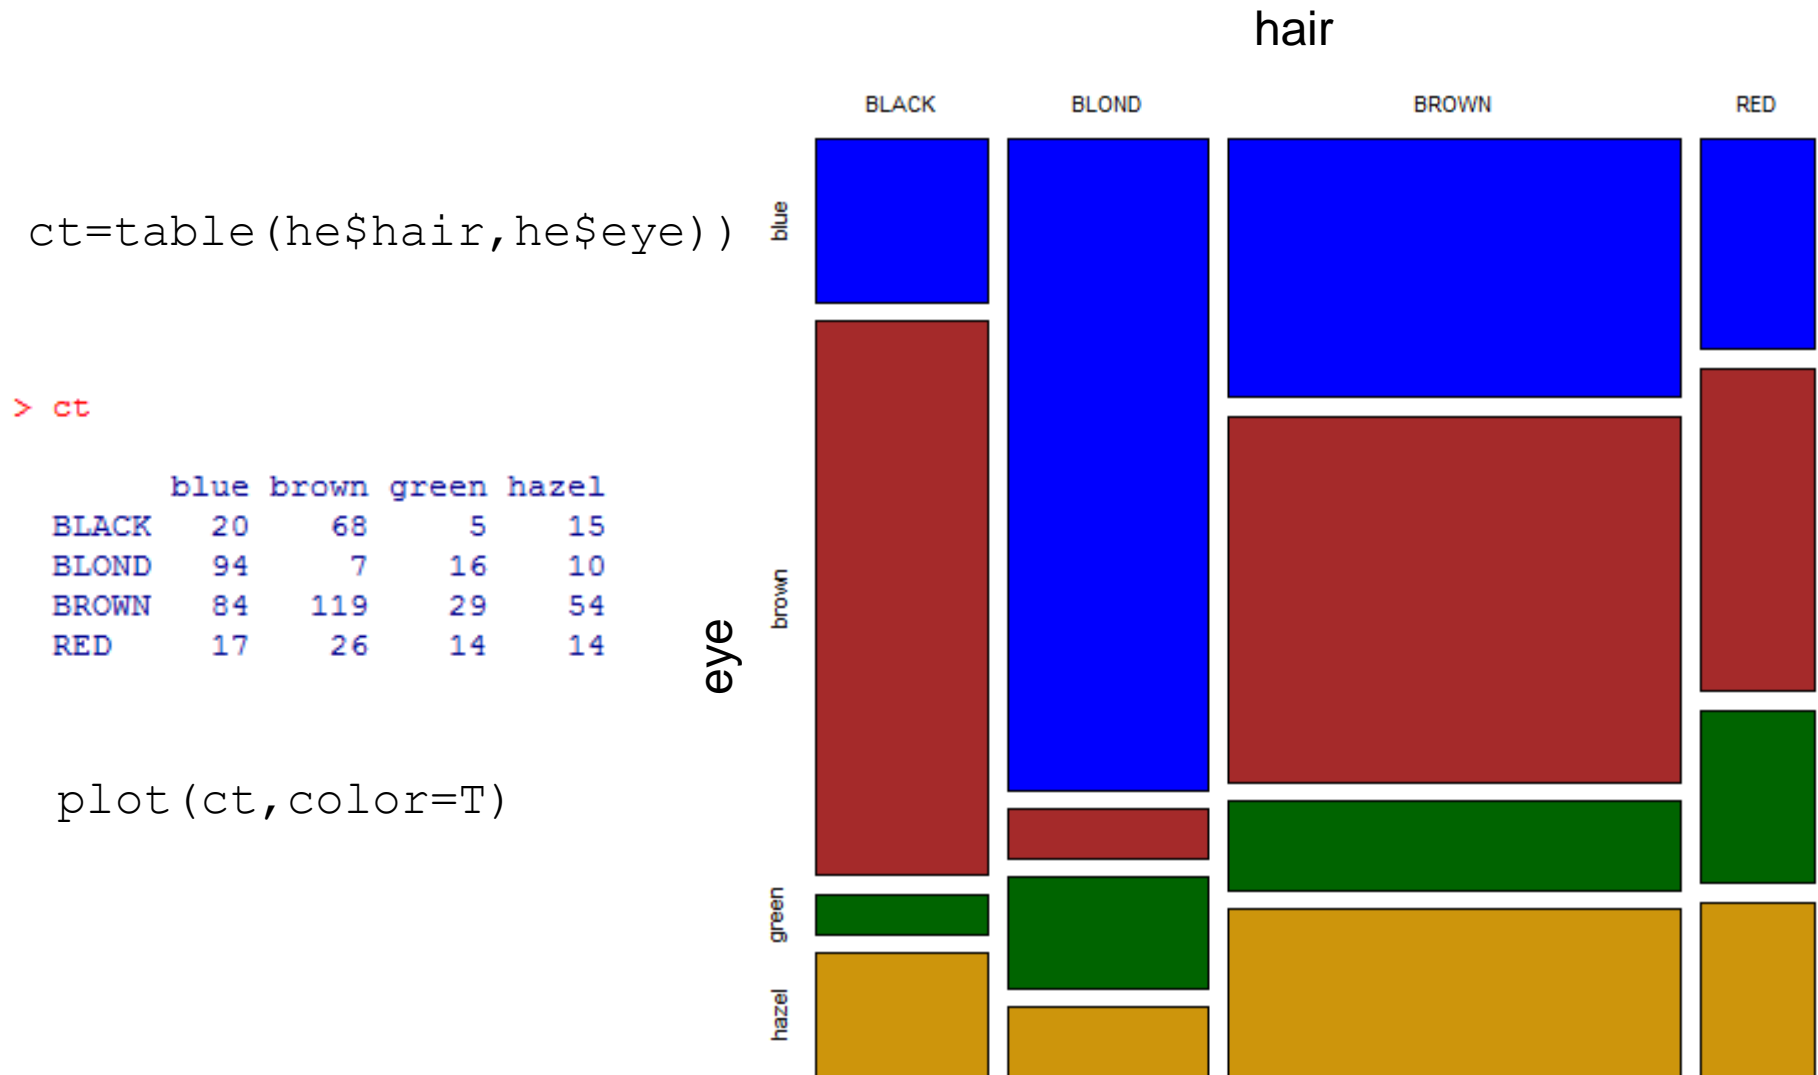 ct=table(he$hair,he$eye))
> ct
blue brown green hazel
BLACK 20 68 5 15
BLOND 94 7 16 10
BROWN 84 119 29 54
RED 17 26 14 14
plot(ct,color=T)
hair
BLACK BLOND BROWN RED
eye
blue
brown
green
hazel